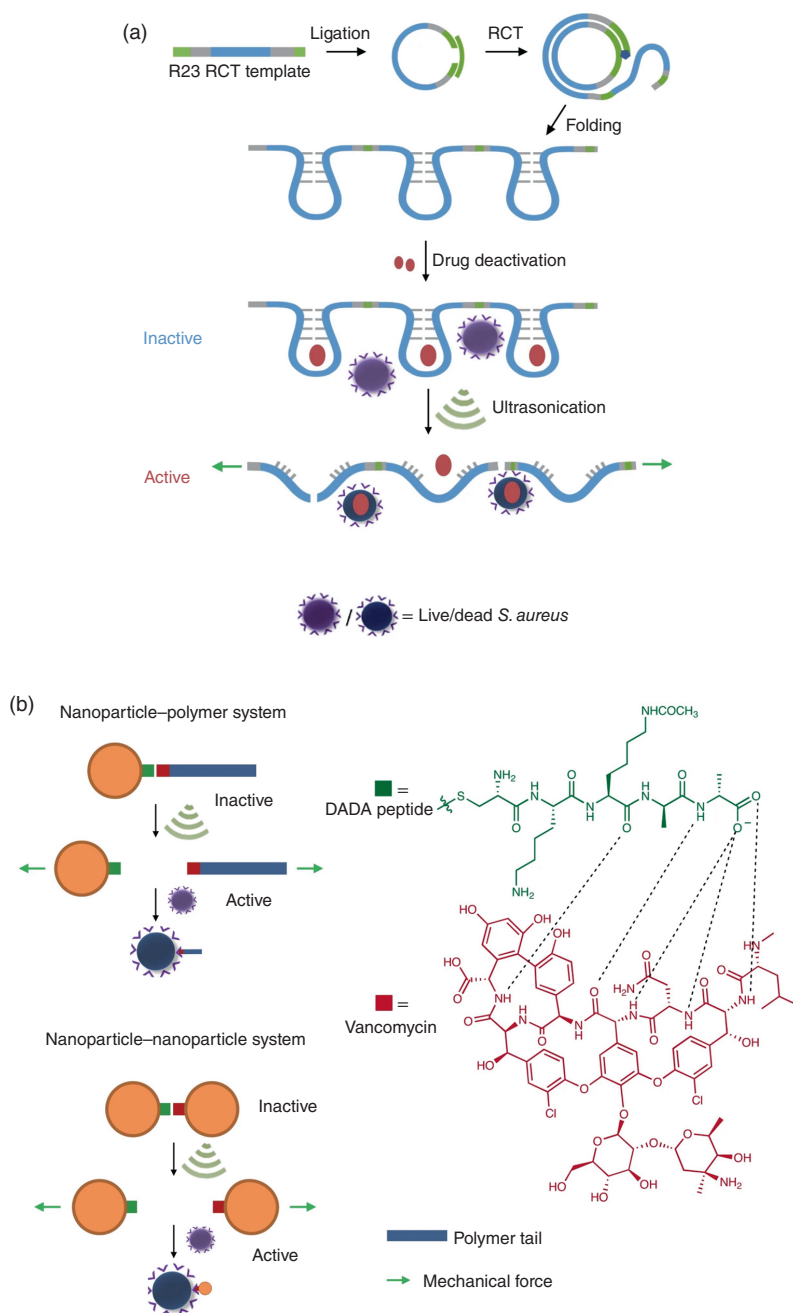 (a)
Ligation
RCT
R23 RCT template
Folding
Drug deactivation
Inactive
Ultrasonication
Active
/ = Live/dead S. aureus
(b)
Nanoparticle–polymer system
Inactive
Active
Nanoparticle–nanoparticle system
Inactive
Active
=
DADA peptide
NHCOCH3
S
NH2
O
H
N
O
H
N
O
N
H
O
N
H
O
O−
NH2
=
Vancomycin
HO
OH
OH
HO
O
NH
O
H
N
O
N
H
O
H
N
H2N
O
O
N
H
O
NH
O
H
N
HO
O
O
OH
Cl
Cl
O
O
O
HO
HO
OH
OH
O
OH
NH2
Polymer tail
Mechanical force